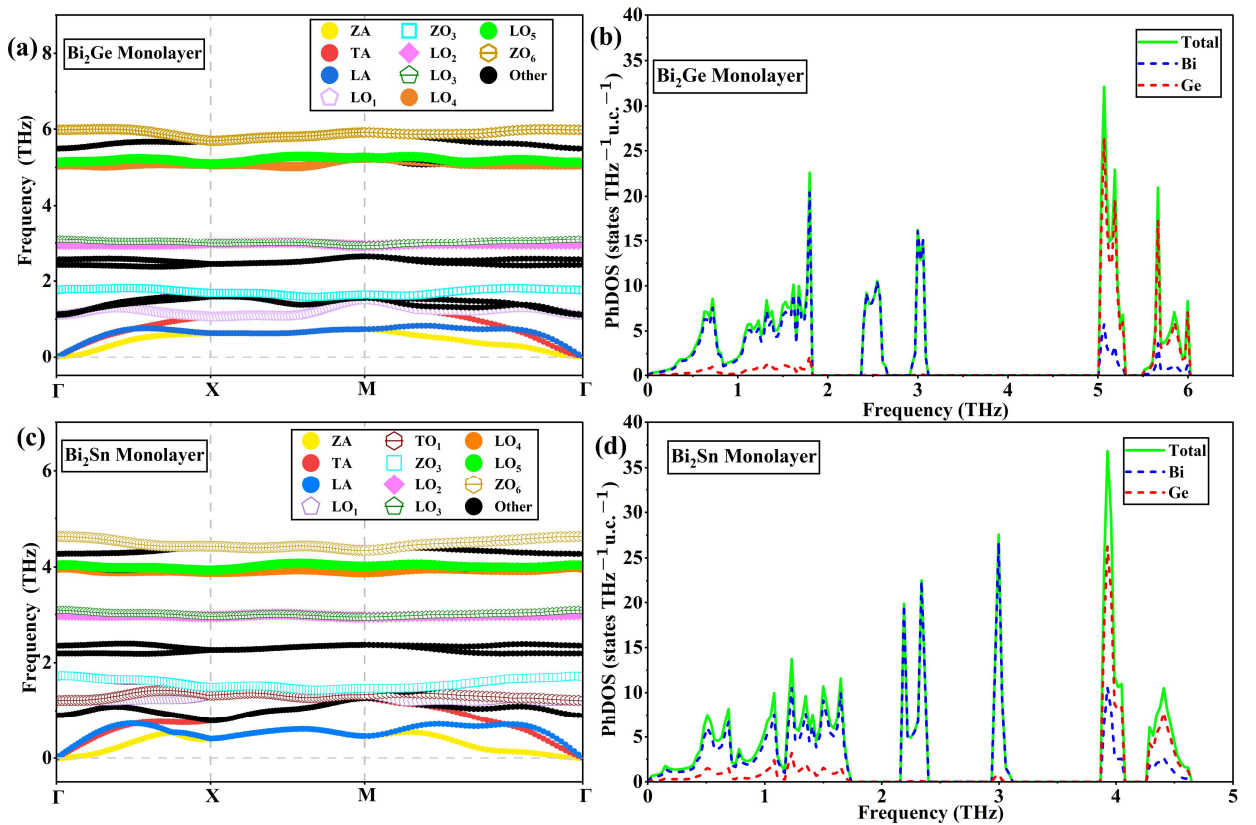 (a)
Bi₂Ge Monolayer
ZA
TA
LA
LO₁
ZO₃
LO₂
LO₃
LO₄
LO₅
ZO₆
Other
Frequency (THz)
8
6
4
2
0
Γ X M Γ
(b)
Bi₂Ge Monolayer
Total
Bi
Ge
PhDOS (states THz⁻¹u.c.⁻¹)
40
35
30
25
20
15
10
5
0
0 1 2 3 4 5 6
Frequency (THz)
(c)
Bi₂Sn Monolayer
ZA
TA
LA
LO₁
TO₁
ZO₃
LO₂
LO₃
LO₄
LO₅
ZO₆
Other
Frequency (THz)
6
4
2
0
Γ X M Γ
(d)
Bi₂Sn Monolayer
Total
Bi
Ge
PhDOS (states THz⁻¹u.c.⁻¹)
40
35
30
25
20
15
10
5
0
0 1 2 3 4 5
Frequency (THz)